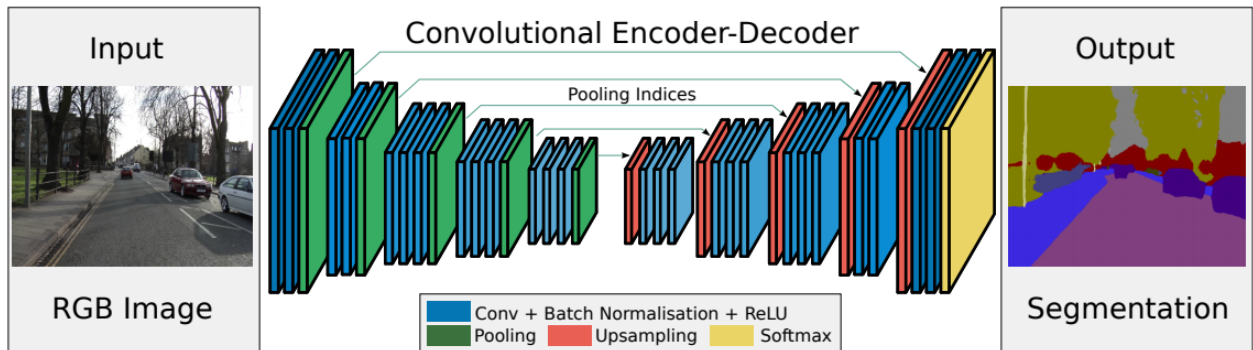 Input
RGB Image
Convolutional Encoder-Decoder
Pooling Indices
Conv + Batch Normalisation + ReLU
Pooling Upsampling Softmax
Output
Segmentation